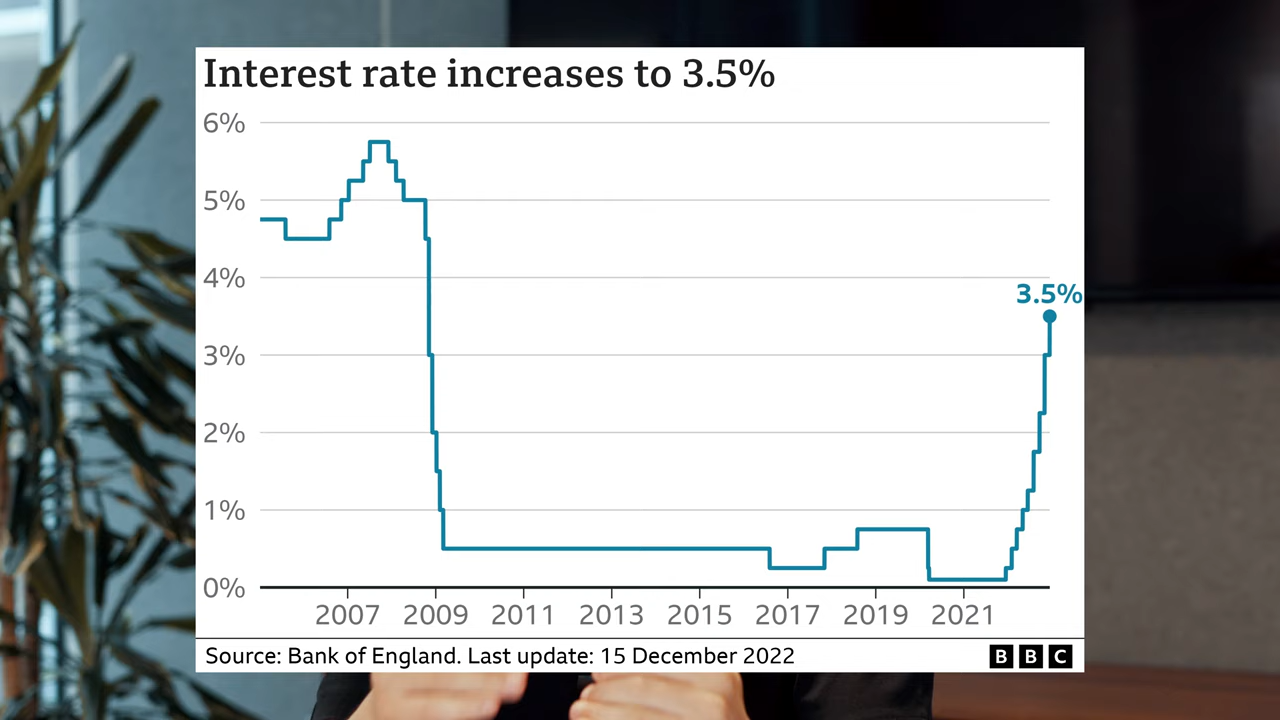 Interest rate increases to 3.5%
6%
5%
4%
3.5%
3%
2%
1%
0%
2007 2009 2011 2013 2015 2017 2019 2021
Source: Bank of England. Last update: 15 December 2022
BBC